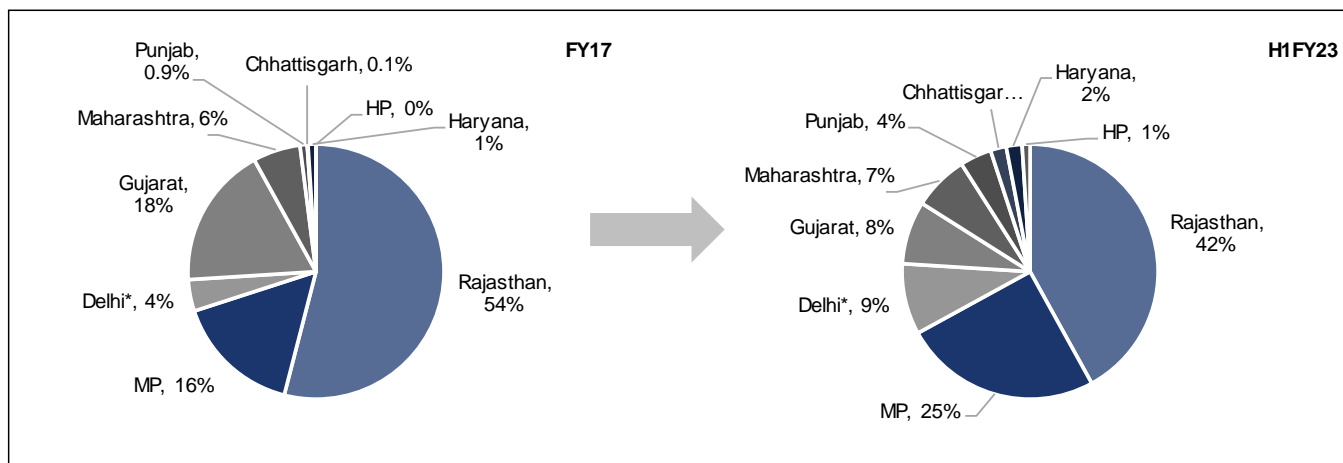 FY17
Punjab,
0.9%
Chhattisgarh, 0.1%
HP, 0%
Haryana,
1%
Maharashtra, 6%
Gujarat,
18%
Delhi*, 4%
MP, 16%
Rajasthan,
54%
H1FY23
Haryana,
2%
Chhattisgar…
HP, 1%
Punjab, 4%
Maharashtra, 7%
Gujarat, 8%
Delhi*, 9%
MP, 25%
Rajasthan,
42%